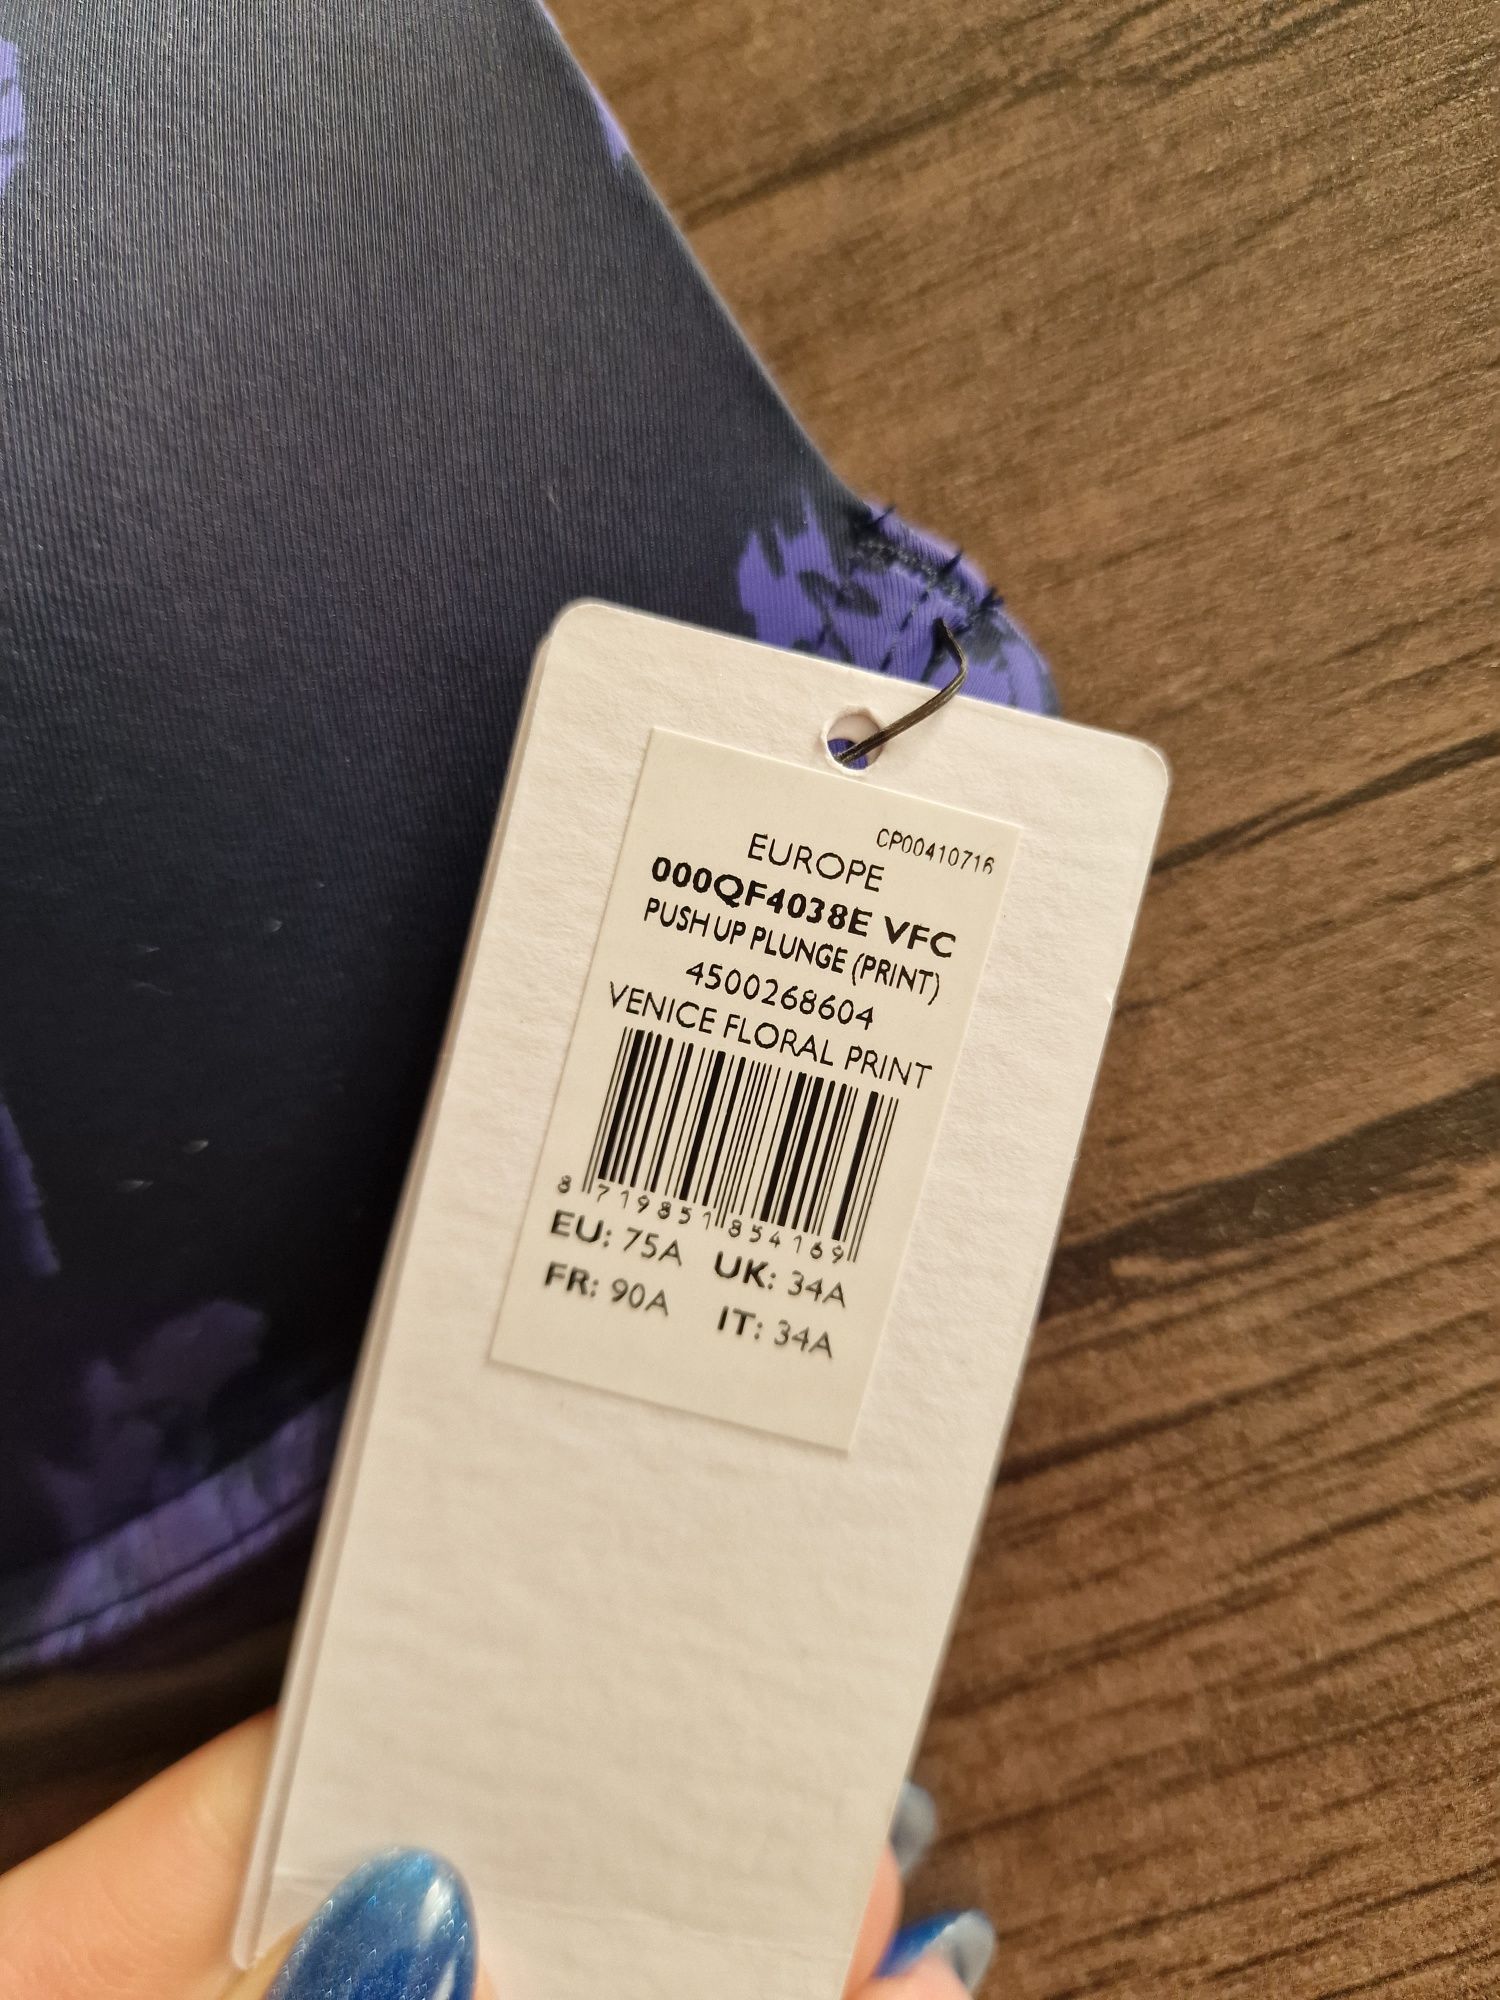 CP00410716
EUROPE
000QF4038E VFC
PUSH UP PLUNGE (PRINT)
4500268604
VENICE FLORAL PRINT
8 719851 854169
EU: 75A UK: 34A
FR: 90A IT: 34A